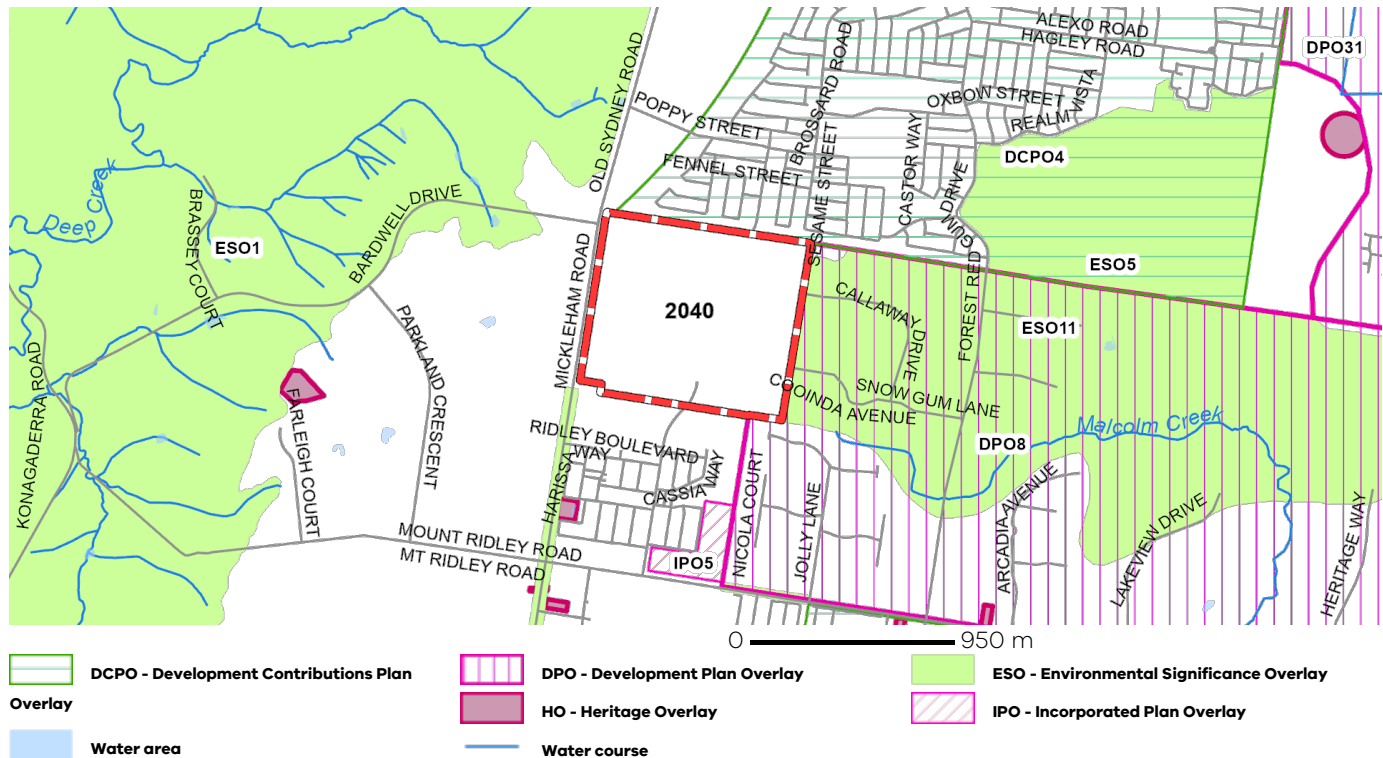 ALEXO ROAD
HAGLEY ROAD
DPO31
OLD SYDNEY ROAD
POPPY STREET
BROSSARD ROAD
OXBOW STREET
REALM VISTA
FENNEL STREET
SESAME STREET
CASTOR WAY
GUM DRIVE
DCPO4
Deep Creek
BRASSEY COURT
ESO1
BARDWELL DRIVE
MICKLEHAM ROAD
2040
FOREST RED
ESO5
CALLAWAY DRIVE
ESO11
KONAGADERRA ROAD
PARKLAND CRESCENT
FARLEIGH COURT
COOINDA AVENUE
SNOW GUM LANE
Malcolm Creek
DPO8
RIDLEY BOULEVARD
WAY
HARISSA
CASSIA WAY
NICOLA COURT
JOLLY LANE
ARCADIA AVENUE
LAKEVIEW DRIVE
HERITAGE WAY
MOUNT RIDLEY ROAD
MT RIDLEY ROAD
IPO5
0 950 m
DCPO - Development Contributions Plan
Overlay
DPO - Development Plan Overlay
ESO - Environmental Significance Overlay
HO - Heritage Overlay
IPO - Incorporated Plan Overlay
Water area
Water course